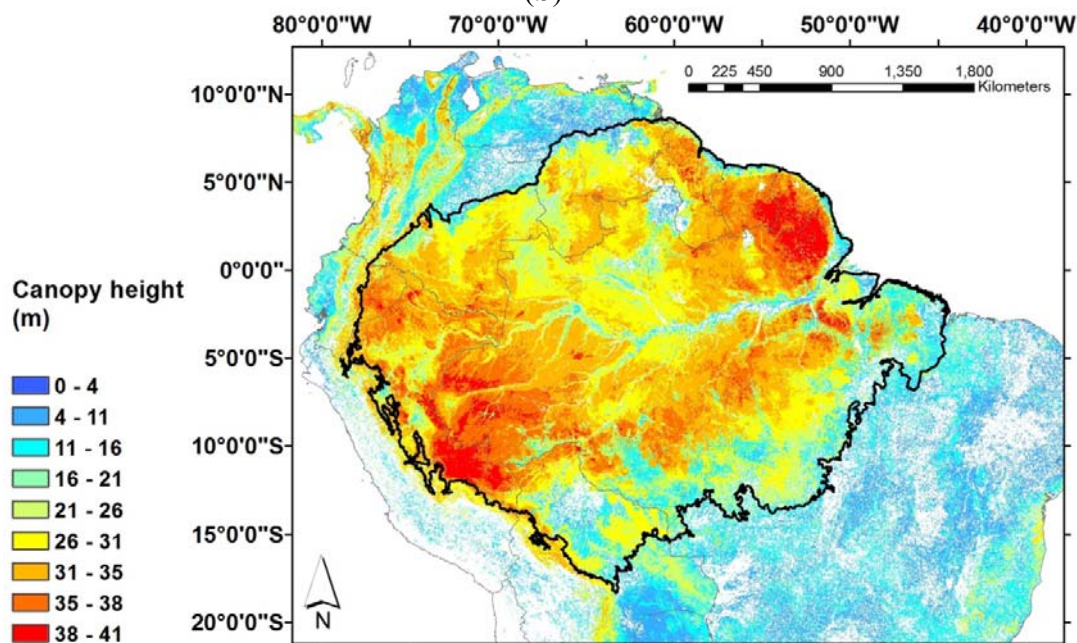 (b)
80°0'0"W 70°0'0"W 60°0'0"W 50°0'0"W 40°0'0"W
0 225 450 900 1,350 1,800
Kilometers
10°0'0"N
5°0'0"N
0°0'0"
5°0'0"S
10°0'0"S
15°0'0"S
20°0'0"S
Canopy height
(m)
0 - 4
4 - 11
11 - 16
16 - 21
21 - 26
26 - 31
31 - 35
35 - 38
38 - 41
N